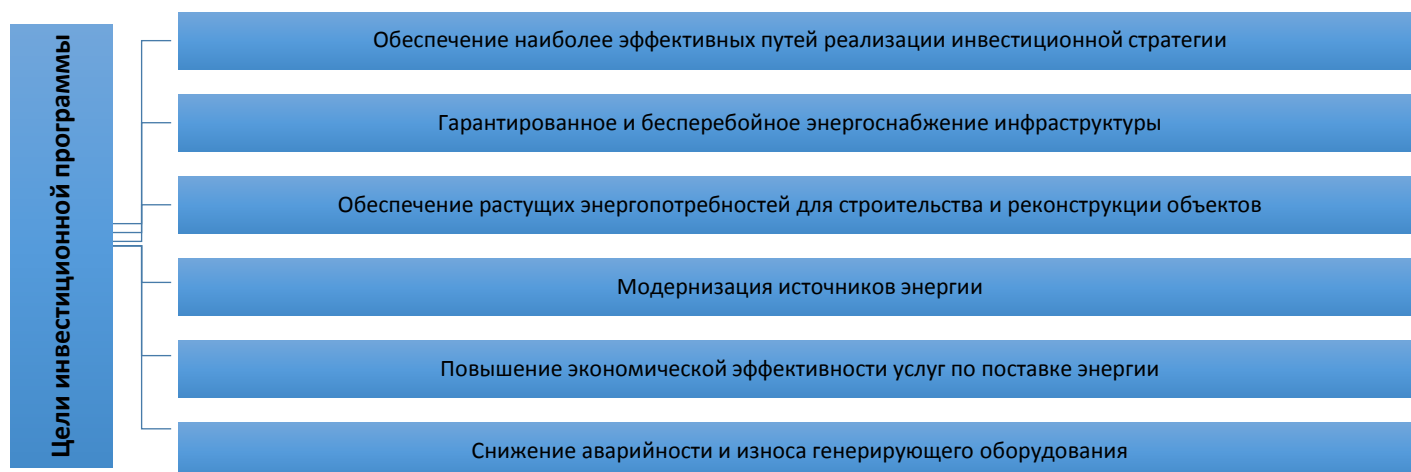 Цели инвестиционной программы
Обеспечение наиболее эффективных путей реализации инвестиционной стратегии
Гарантированное и бесперебойное энергоснабжение инфраструктуры
Обеспечение растущих энергопотребностей для строительства и реконструкции объектов
Модернизация источников энергии
Повышение экономической эффективности услуг по поставке энергии
Снижение аварийности и износа генерирующего оборудования